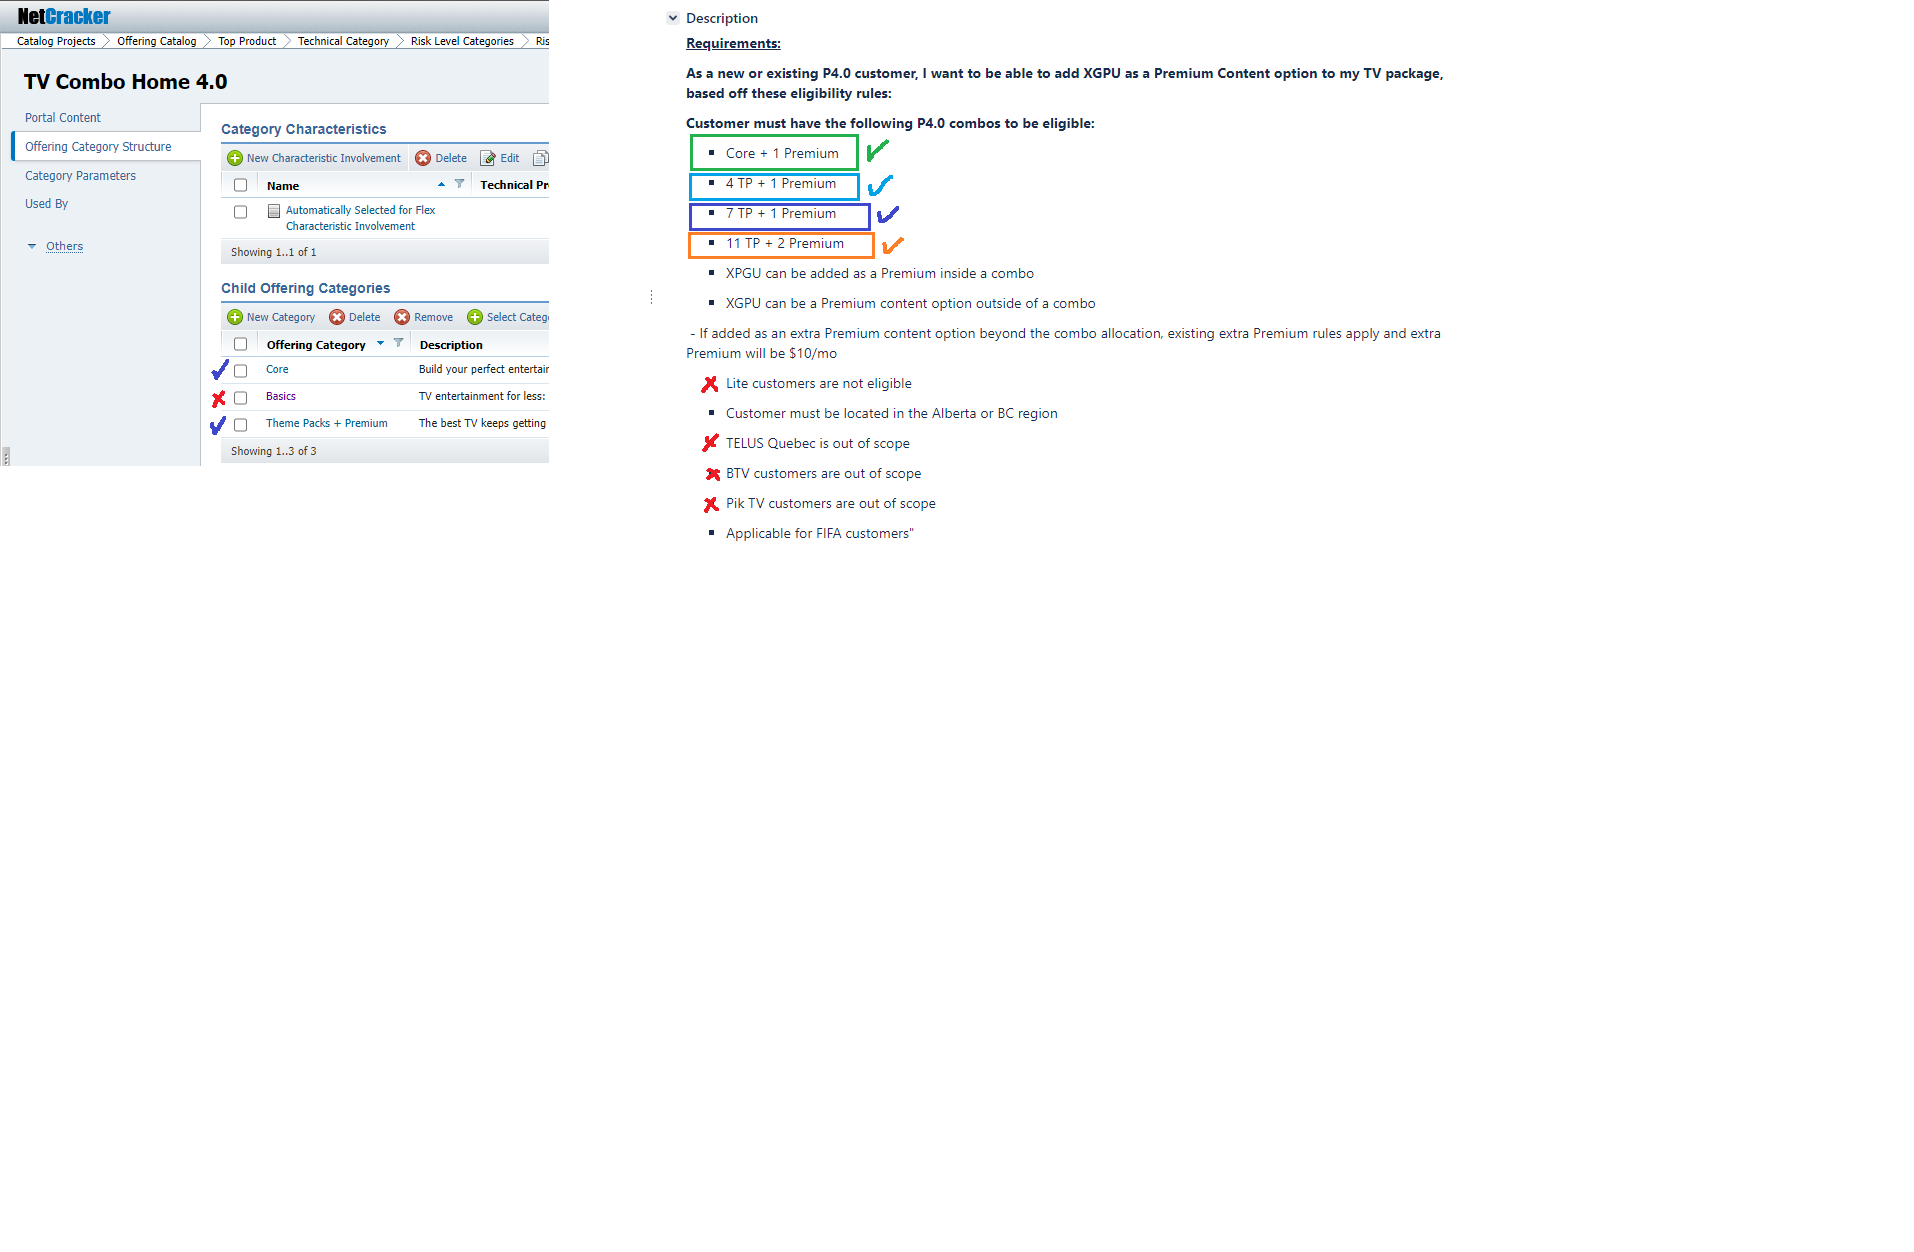 NetCracker
Catalog Projects Offering Catalog Top Product Technical Category Risk Level Categories Ris
TV Combo Home 4.0
Portal Content
Offering Category Structure
Category Parameters
Used By
Others
Category Characteristics
New Characteristic Involvement Delete Edit
Name Technical Pr
Automatically Selected for Flex
Characteristic Involvement
Showing 1..1 of 1
Child Offering Categories
New Category Delete Remove Select Categ
Offering Category Description
Core Build your perfect entertain
Basics TV entertainment for less:
Theme Packs + Premium The best TV keeps getting
Showing 1..3 of 3
Description
Requirements:
As a new or existing P4.0 customer, I want to be able to add XGPU as a Premium Content option to my TV package,
based off these eligibility rules:
Customer must have the following P4.0 combos to be eligible:
Core + 1 Premium
4 TP + 1 Premium
7 TP + 1 Premium
11 TP + 2 Premium
XPGU can be added as a Premium inside a combo
XGPU can be a Premium content option outside of a combo
- If added as an extra Premium content option beyond the combo allocation, existing extra Premium rules apply and extra
Premium will be $10/mo
Lite customers are not eligible
Customer must be located in the Alberta or BC region
TELUS Quebec is out of scope
BTV customers are out of scope
Pik TV customers are out of scope
Applicable for FIFA customers"